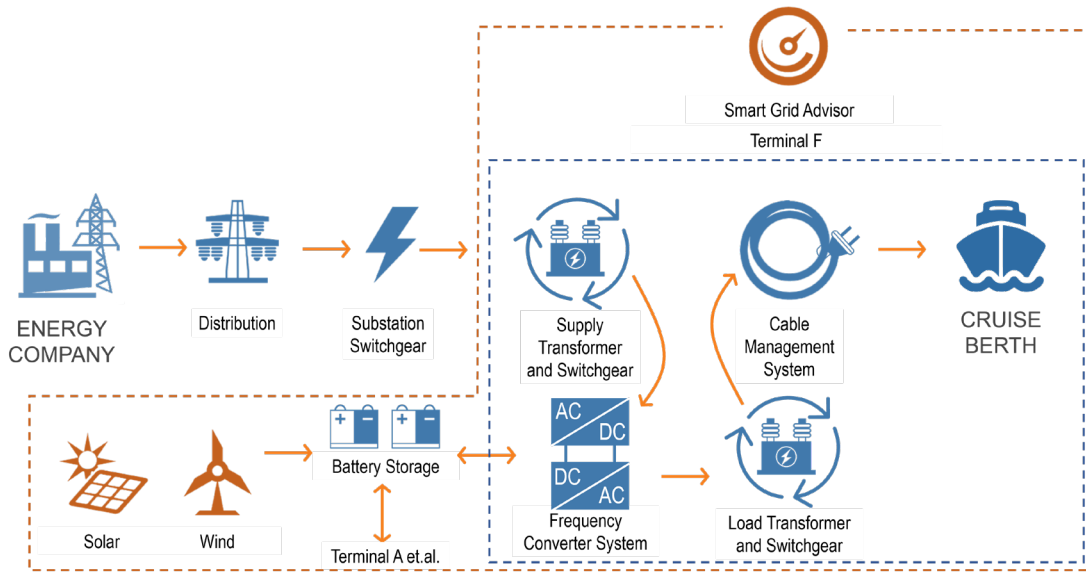 Smart Grid Advisor
Terminal F
ENERGY
COMPANY
Distribution
Substation
Switchgear
Supply
Transformer
and Switchgear
Cable
Management
System
CRUISE
BERTH
Solar
Wind
+ - + -
Battery Storage
Terminal A et.al.
AC
DC
DC
AC
Frequency
Converter System
Load Transformer
and Switchgear